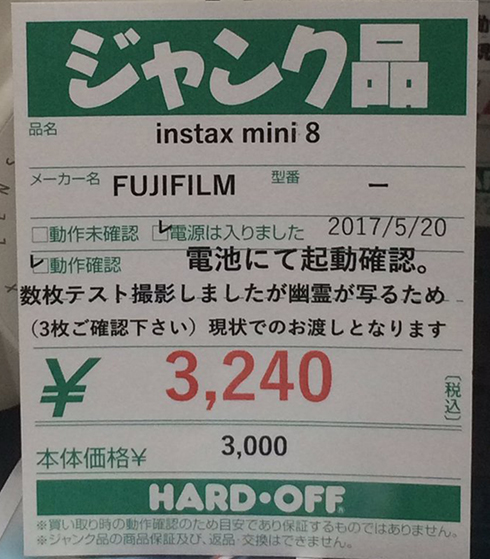 ジャンク品
品名 instax mini 8
メーカー名 FUJIFILM 型番 ー
□動作未確認 ☑電源は入りました 2017/5/20
☑動作確認 電池にて起動確認。
数枚テスト撮影しましたが幽霊が写るため
（3枚ご確認下さい）現状でのお渡しとなります
¥ 3,240 （税込）
本体価格¥ 3,000
HARD・OFF
※買い取り時の動作確認のため目安であり保証するものではありません。
※ジャンク品の商品保証及び、返品・交換はできません。